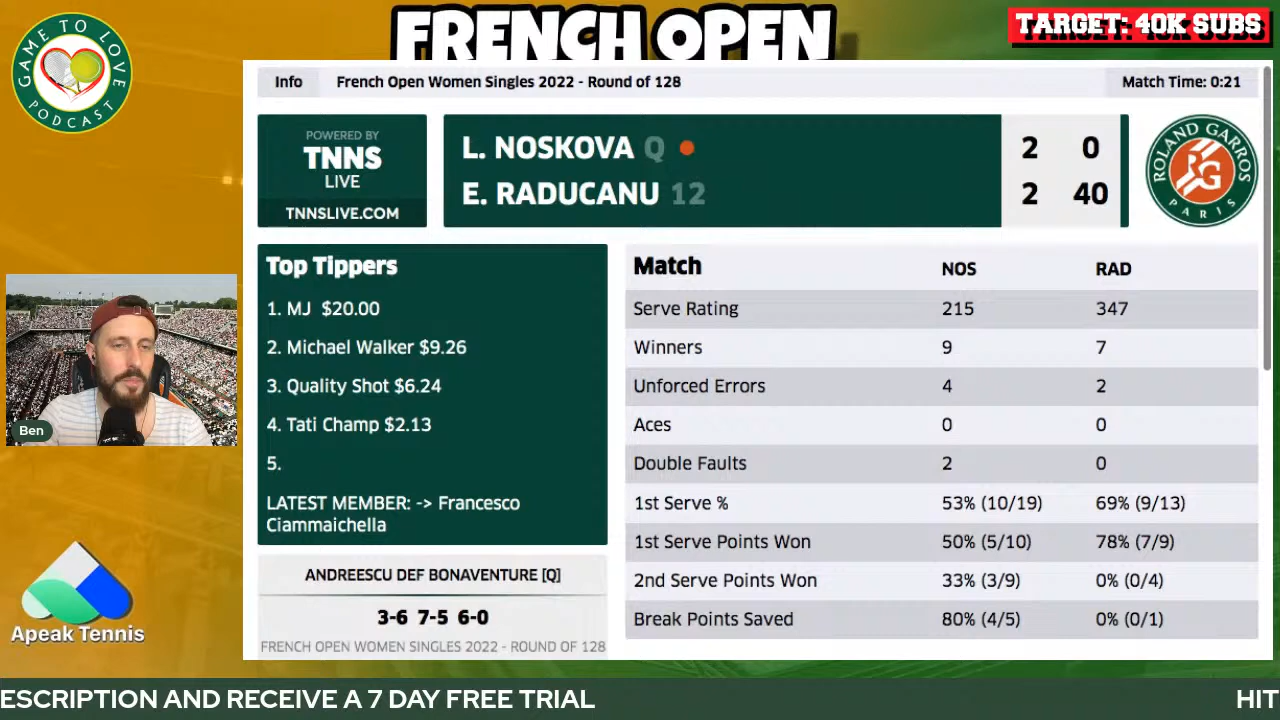 FRENCH OPEN
TARGET: 40K SUBS
GAME TO LOVE
PODCAST
Info French Open Women Singles 2022 - Round of 128 Match Time: 0:21
POWERED BY
TNNS
LIVE
TNNSLIVE.COM
L. NOSKOVA Q 2 0
E. RADUCANU 12 2 40
ROLAND GARROS
RG
PARIS
Top Tippers
1. MJ $20.00
2. Michael Walker $9.26
3. Quality Shot $6.24
4. Tati Champ $2.13
5.
LATEST MEMBER: -> Francesco
Ciammaichella
ANDREESCU DEF BONAVENTURE [Q]
3-6 7-5 6-0
FRENCH OPEN WOMEN SINGLES 2022 - ROUND OF 128
Match NOS RAD
Serve Rating 215 347
Winners 9 7
Unforced Errors 4 2
Aces 0 0
Double Faults 2 0
1st Serve % 53% (10/19) 69% (9/13)
1st Serve Points Won 50% (5/10) 78% (7/9)
2nd Serve Points Won 33% (3/9) 0% (0/4)
Break Points Saved 80% (4/5) 0% (0/1)
Ben
Apeak Tennis
ESCRIPTION AND RECEIVE A 7 DAY FREE TRIAL HIT